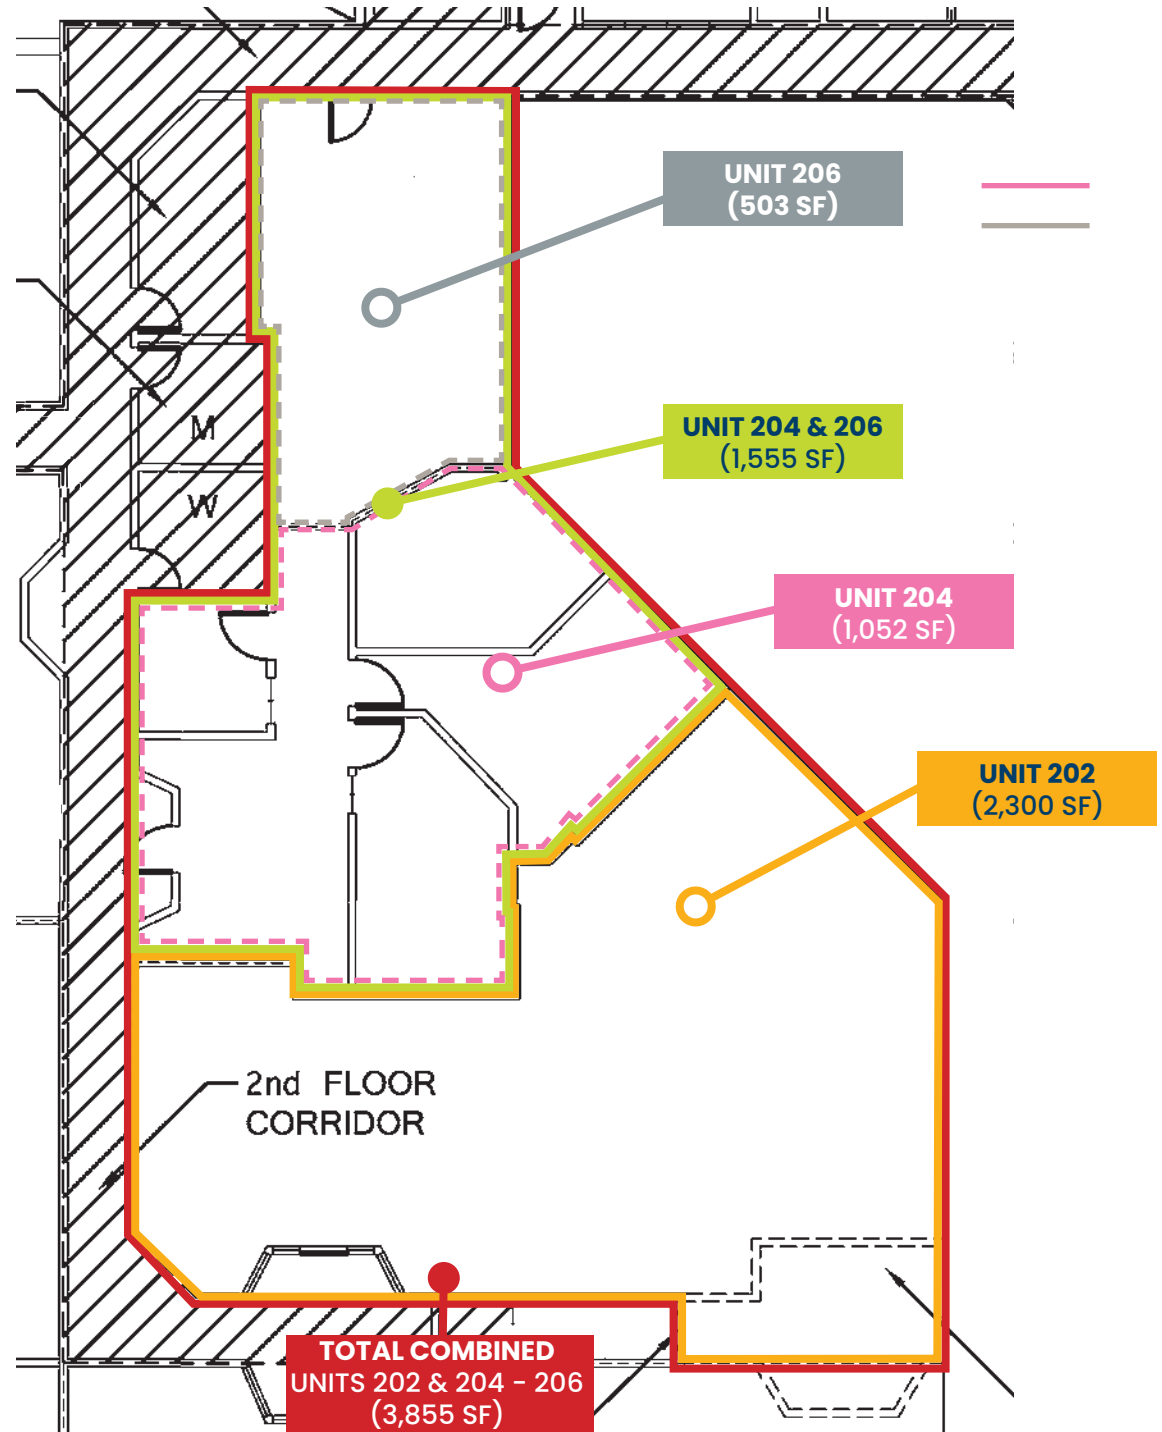 UNIT 206
(503 SF)
UNIT 204 & 206
(1,555 SF)
M
W
UNIT 204
(1,052 SF)
UNIT 202
(2,300 SF)
2nd FLOOR
CORRIDOR
TOTAL COMBINED
UNITS 202 & 204 - 206
(3,855 SF)